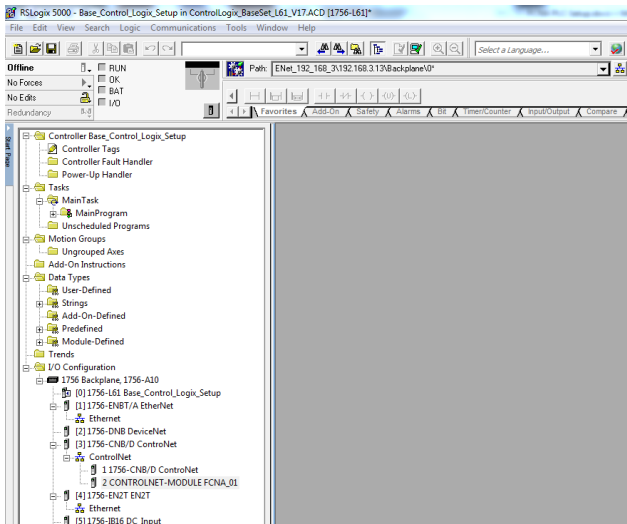 RSLogix 5000 - Base_Control_Logix_Setup in ControlLogix_BaseSet_L61_V17.ACD [1756-L61]*
File Edit View Search Logic Communications Tools Window Help
Select a Language...
Offline
RUN
Path: ENet_192_168_3\192.168.3.13\Backplane\0*
No Forces
OK
BAT
No Edits
I/O
Redundancy
Favorites Add-On Safety Alarms Bit Timer/Counter Input/Output Compare
Start Page
Controller Base_Control_Logix_Setup
Controller Tags
Controller Fault Handler
Power-Up Handler
Tasks
MainTask
MainProgram
Unscheduled Programs
Motion Groups
Ungrouped Axes
Add-On Instructions
Data Types
User-Defined
Strings
Add-On-Defined
Predefined
Module-Defined
Trends
I/O Configuration
1756 Backplane, 1756-A10
[0] 1756-L61 Base_Control_Logix_Setup
[1] 1756-ENBT/A EtherNet
Ethernet
[2] 1756-DNB DeviceNet
[3] 1756-CNB/D ControNet
ControlNet
1 1756-CNB/D ControNet
2 CONTROLNET-MODULE FCNA_01
[4] 1756-EN2T EN2T
Ethernet
[5] 1756-IB16 DC_Input